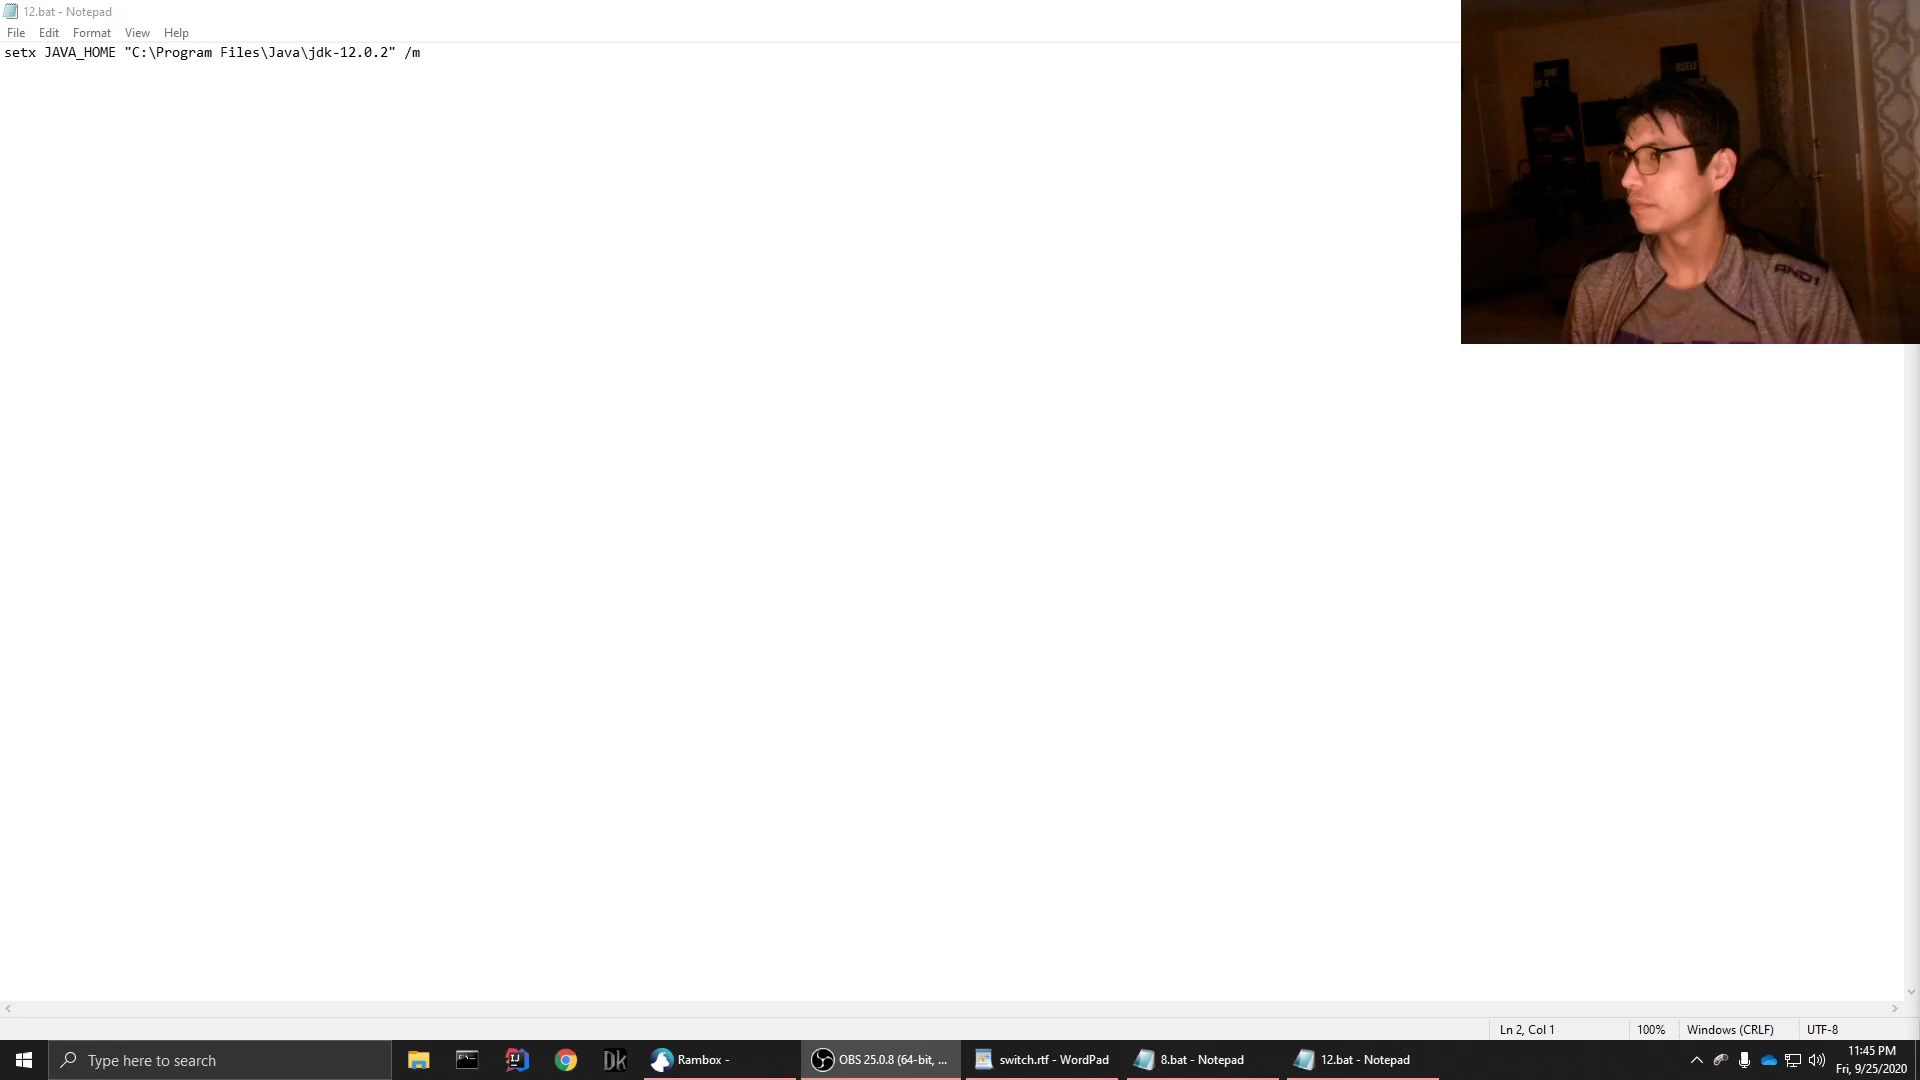 12.bat - Notepad
File Edit Format View Help
setx JAVA_HOME "C:\Program Files\Java\jdk-12.0.2" /m
AND1
Ln 2, Col 1 100% Windows (CRLF) UTF-8
Type here to search
Rambox -
OBS 25.0.8 (64-bit, ...
switch.rtf - WordPad
8.bat - Notepad
12.bat - Notepad
11:45 PM
Fri, 9/25/2020